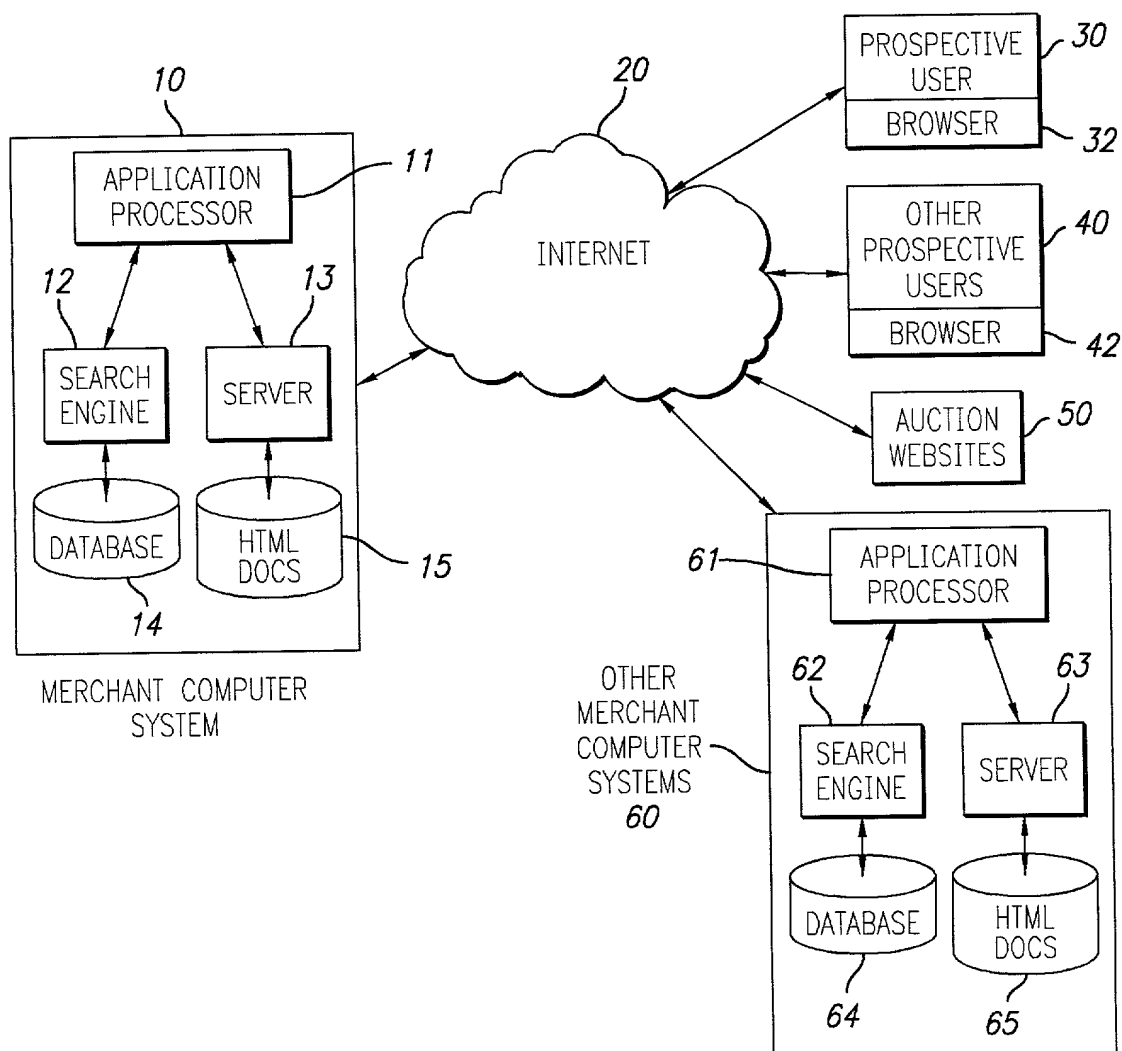 10
APPLICATION
PROCESSOR
11
12
SEARCH
ENGINE
13
SERVER
DATABASE
14
HTML
DOCS
15
MERCHANT COMPUTER
SYSTEM
20
INTERNET
PROSPECTIVE
USER
30
BROWSER
32
OTHER
PROSPECTIVE
USERS
40
BROWSER
42
AUCTION
WEBSITES
50
OTHER
MERCHANT
COMPUTER
SYSTEMS
60
61
APPLICATION
PROCESSOR
62
SEARCH
ENGINE
63
SERVER
DATABASE
64
HTML
DOCS
65